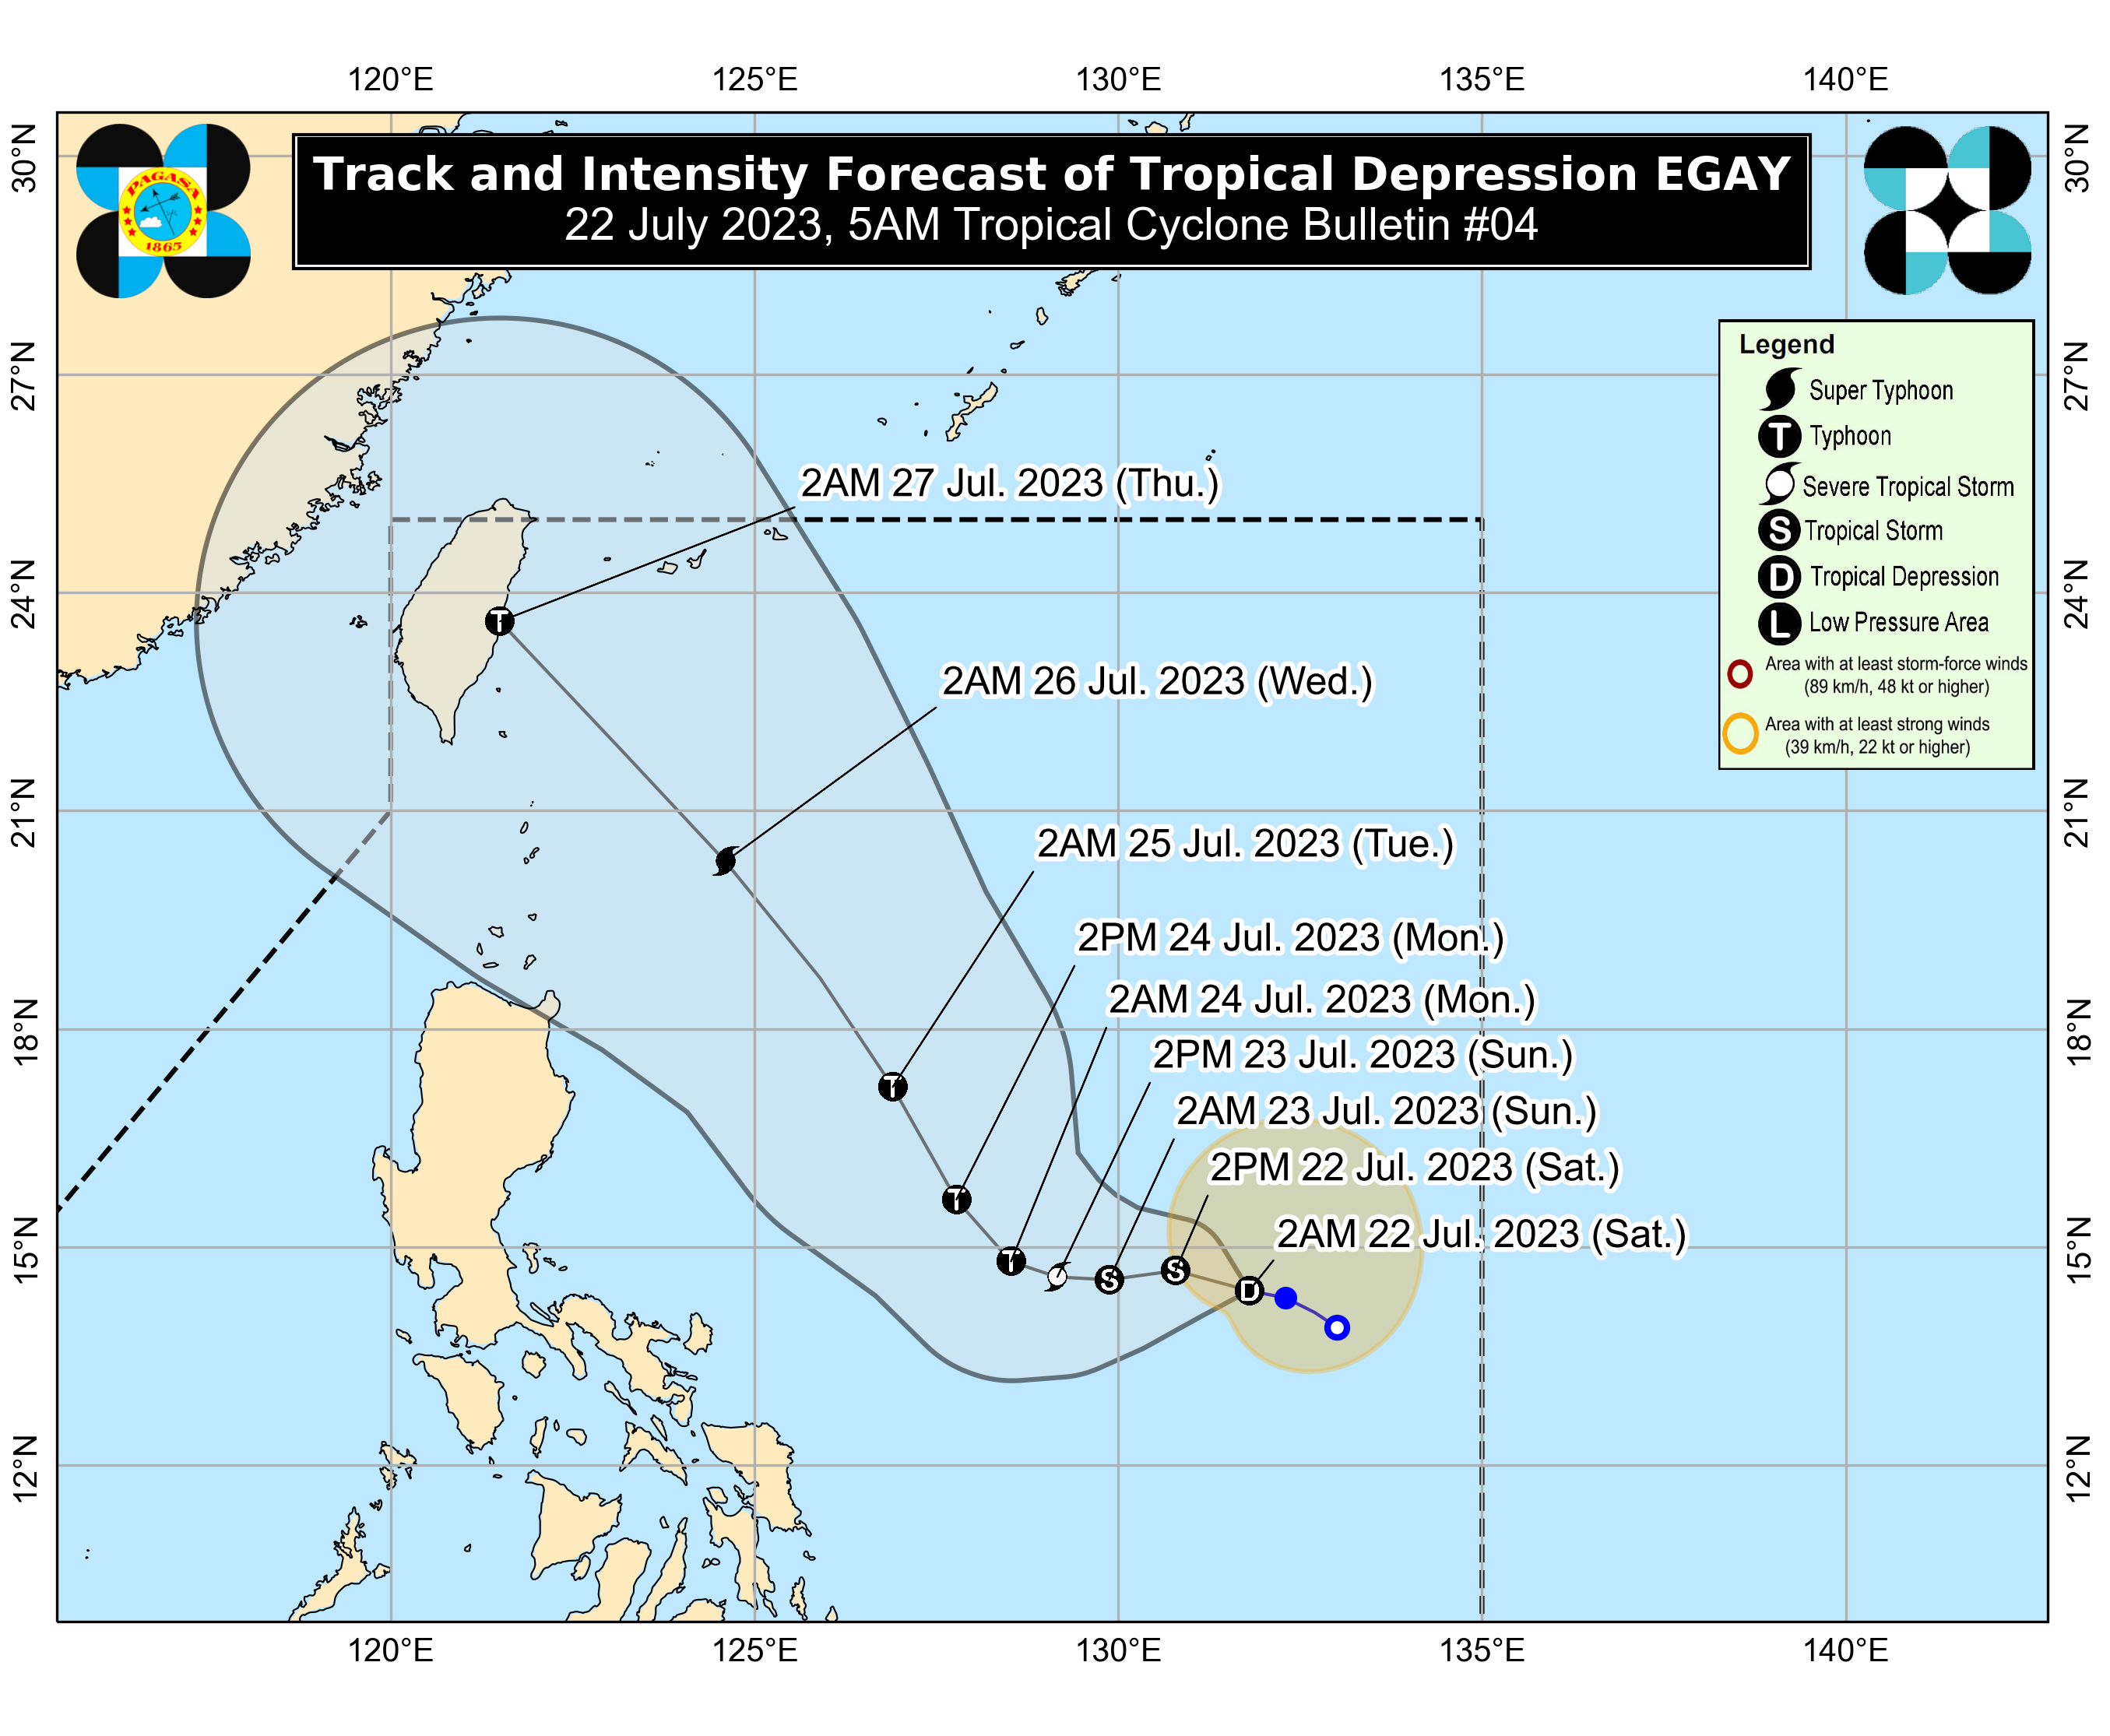 120°E 125°E 130°E 135°E 140°E
30°N 30°N
Track and Intensity Forecast of Tropical Depression EGAY
22 July 2023, 5AM Tropical Cyclone Bulletin #04
PAGASA
1865
27°N 27°N
Legend
Super Typhoon
T Typhoon
Severe Tropical Storm
S Tropical Storm
D Tropical Depression
L Low Pressure Area
Area with at least storm-force winds
(89 km/h, 48 kt or higher)
Area with at least strong winds
(39 km/h, 22 kt or higher)
2AM 27 Jul. 2023 (Thu.)
24°N 24°N
T
2AM 26 Jul. 2023 (Wed.)
21°N 21°N
2AM 25 Jul. 2023 (Tue.)
2PM 24 Jul. 2023 (Mon.)
2AM 24 Jul. 2023 (Mon.)
18°N 18°N
2PM 23 Jul. 2023 (Sun.)
T
2AM 23 Jul. 2023 (Sun.)
2PM 22 Jul. 2023 (Sat.)
T
2AM 22 Jul. 2023 (Sat.)
15°N 15°N
T S S D
12°N 12°N
120°E 125°E 130°E 135°E 140°E